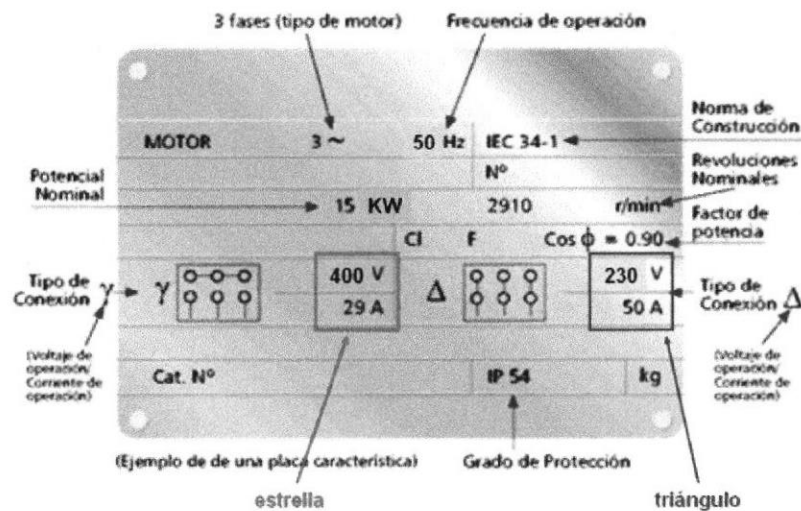 3 fases (tipo de motor) Frecuencia de operación
MOTOR 3 ~ 50 Hz IEC 34-1
Norma de
Construcción
Nº
Revoluciones
Nominales
Potencial
Nominal
15 KW 2910 r/min
Factor de
potencia
Cl F Cos ϕ = 0.90
Tipo de
Conexión γ
γ 400 V Δ 230 V
29 A 50 A
Tipo de
Conexión Δ
(Voltaje de
operación/
Corriente de
operación)
(Voltaje de
operación/
Corriente de
operación)
Cat. Nº IP 54 kg
(Ejemplo de de una placa característica) Grado de Protección
estrella triángulo